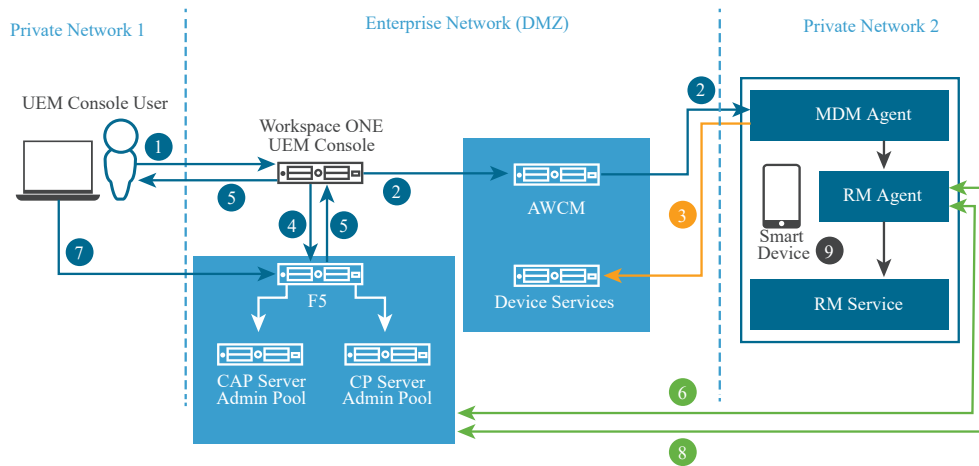 Private Network 1
Enterprise Network (DMZ)
Private Network 2
UEM Console User
Workspace ONE
UEM Console
1
5
2
2
MDM Agent
RM Agent
AWCM
3
4
5
7
Smart
Device
9
F5
Device Services
RM Service
CAP Server
Admin Pool
CP Server
Admin Pool
6
8